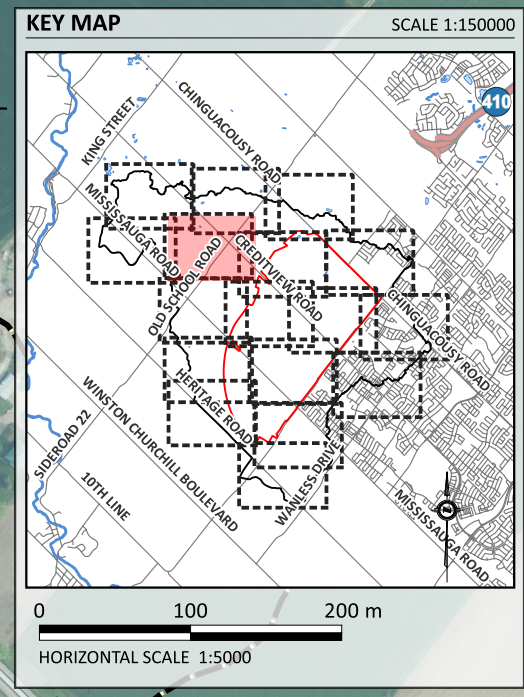 KEY MAP SCALE 1:150000
410
KING STREET
CHINGUACOUSY ROAD
MISSISSAUGA ROAD
OLD SCHOOL ROAD
CREDITVIEW ROAD
CHINGUACOUSY ROAD
HERITAGE ROAD
WINSTON CHURCHILL BOULEVARD
SIDEROAD 22
10TH LINE
WANLESS DRIVE
MISSISSAUGA ROAD
N
0 100 200 m
HORIZONTAL SCALE 1:5000